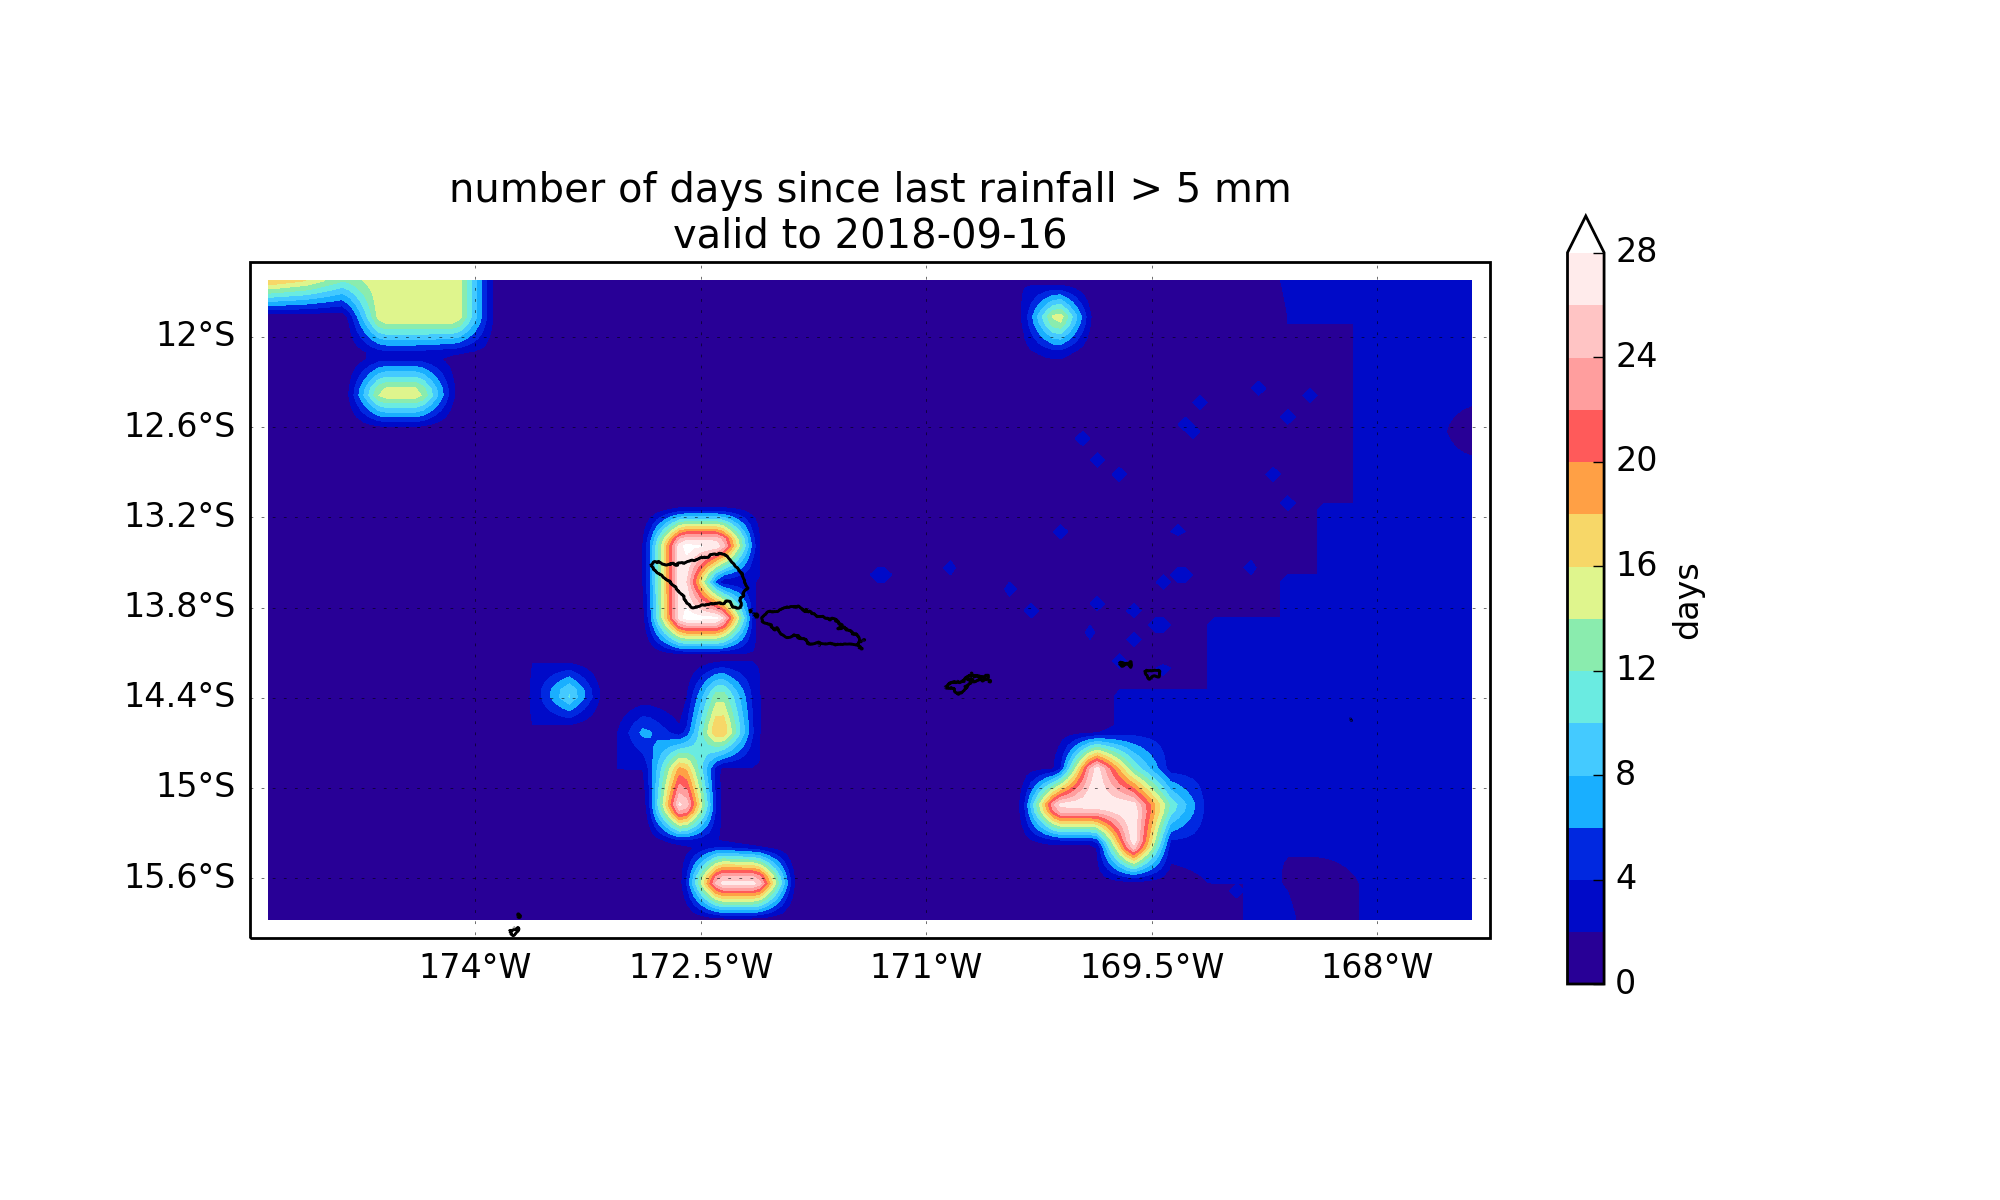 number of days since last rainfall > 5 mm
valid to 2018-09-16
12°S
12.6°S
13.2°S
13.8°S
14.4°S
15°S
15.6°S
174°W 172.5°W 171°W 169.5°W 168°W
28
24
20
16
12
8
4
0
days